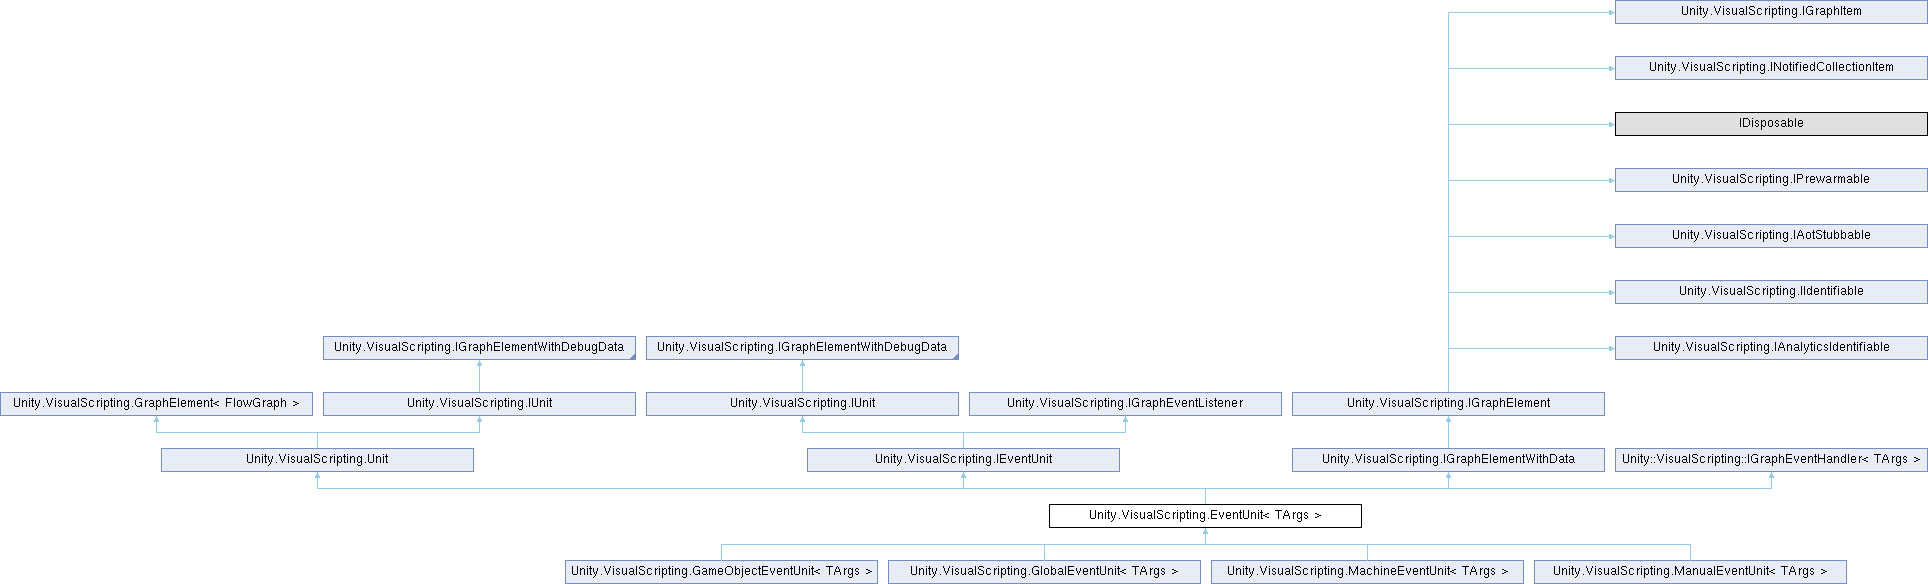 Unity.VisualScripting.IGraphItem
Unity.VisualScripting.INotifiedCollectionItem
IDisposable
Unity.VisualScripting.IPrewarmable
Unity.VisualScripting.IAotStubbable
Unity.VisualScripting.IIdentifiable
Unity.VisualScripting.IGraphElementWithDebugData
Unity.VisualScripting.IGraphElementWithDebugData
Unity.VisualScripting.IAnalyticsIdentifiable
Unity.VisualScripting.GraphElement< FlowGraph >
Unity.VisualScripting.IUnit
Unity.VisualScripting.IUnit
Unity.VisualScripting.IGraphEventListener
Unity.VisualScripting.IGraphElement
Unity.VisualScripting.Unit
Unity.VisualScripting.IEventUnit
Unity.VisualScripting.IGraphElementWithData
Unity::VisualScripting::IGraphEventHandler< TArgs >
Unity.VisualScripting.EventUnit< TArgs >
Unity.VisualScripting.GameObjectEventUnit< TArgs >
Unity.VisualScripting.GlobalEventUnit< TArgs >
Unity.VisualScripting.MachineEventUnit< TArgs >
Unity.VisualScripting.ManualEventUnit< TArgs >